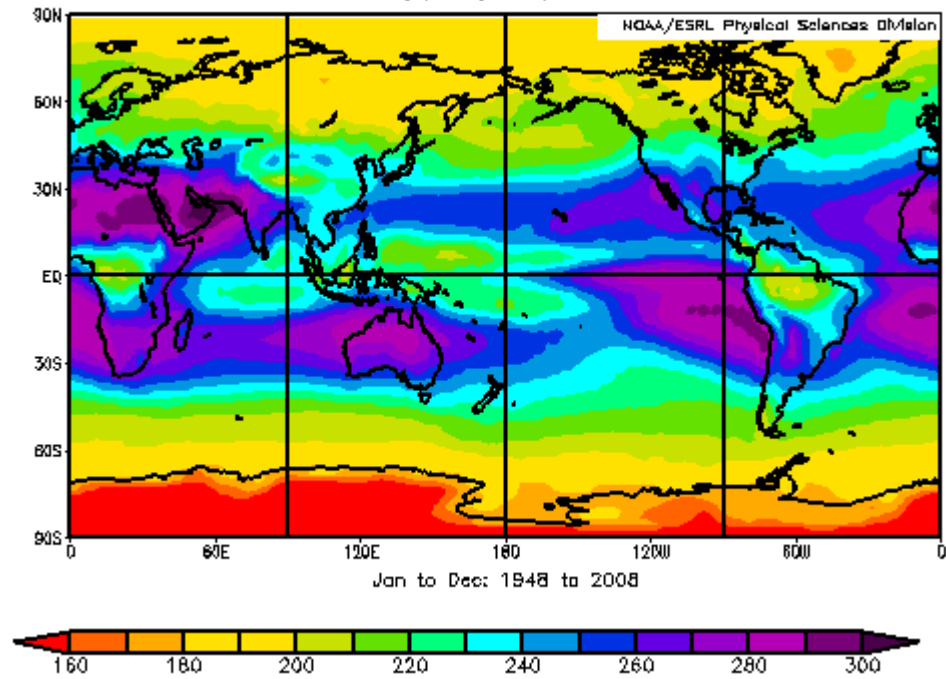 90N
NOAA/ESRL Physical Sciences Division
60N
30N
EQ
30S
60S
90S
0 60E 120E 180 120W 60W 0
Jan to Dec: 1948 to 2008
160 180 200 220 240 260 280 300